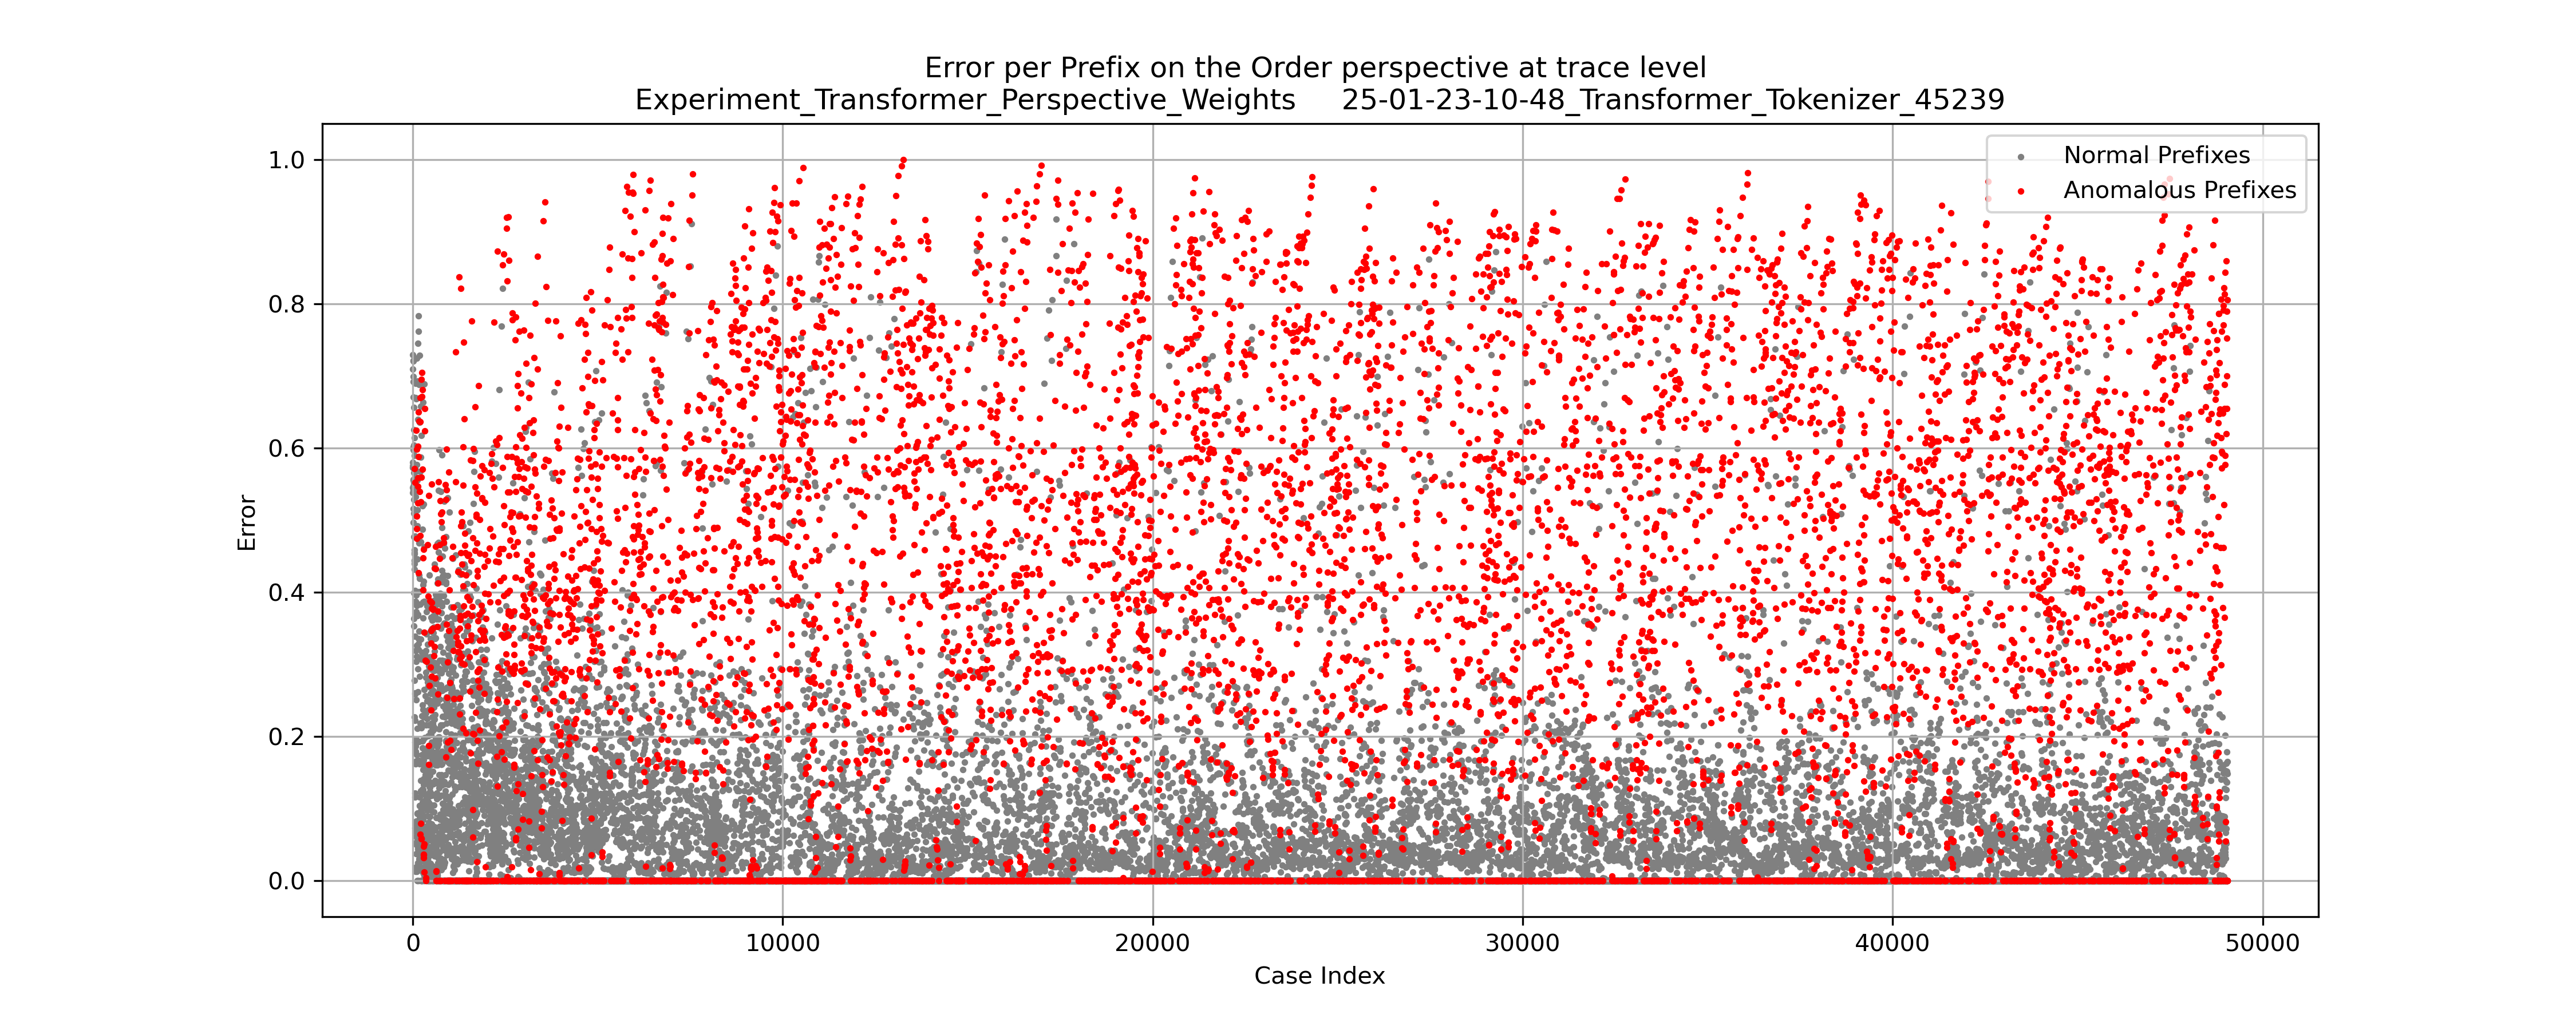 Error per Prefix on the Order perspective at trace level
Experiment_Transformer_Perspective_Weights 25-01-23-10-48_Transformer_Tokenizer_45239
Normal Prefixes
Anomalous Prefixes
Error
1.0
0.8
0.6
0.4
0.2
0.0
0 10000 20000 30000 40000 50000
Case Index